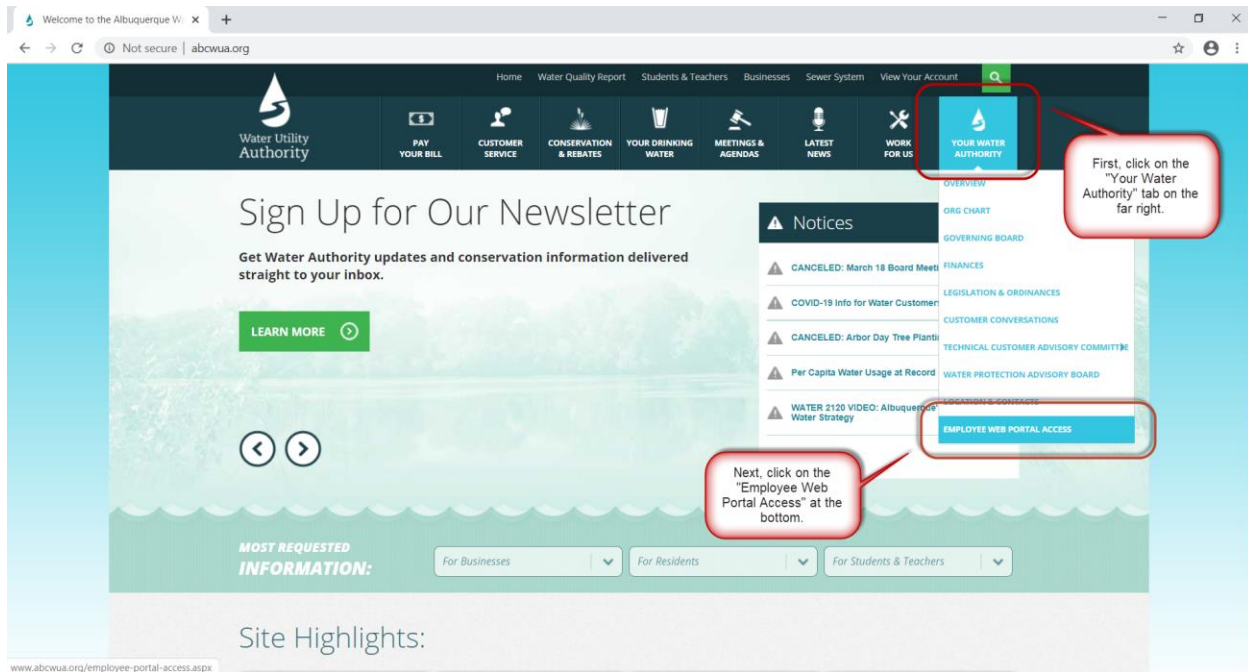 Welcome to the Albuquerque W
Not secure | abcwua.org
Home Water Quality Report Students & Teachers Businesses Sewer System View Your Account
Water Utility
Authority
PAY
YOUR BILL
CUSTOMER
SERVICE
CONSERVATION
& REBATES
YOUR DRINKING
WATER
MEETINGS &
AGENDAS
LATEST
NEWS
WORK
FOR US
YOUR WATER
AUTHORITY
First, click on the
"Your Water
Authority" tab on the
far right.
OVERVIEW
ORG CHART
GOVERNING BOARD
FINANCES
LEGISLATION & ORDINANCES
CUSTOMER CONVERSATIONS
TECHNICAL CUSTOMER ADVISORY COMMITTEE
WATER PROTECTION ADVISORY BOARD
LOCATION & CONTACTS
EMPLOYEE WEB PORTAL ACCESS
Sign Up for Our Newsletter
Get Water Authority updates and conservation information delivered
straight to your inbox.
LEARN MORE
Notices
CANCELED: March 18 Board Meeti
COVID-19 Info for Water Customers
CANCELED: Arbor Day Tree Planti
Per Capita Water Usage at Record
WATER 2120 VIDEO: Albuquerque'
Water Strategy
Next, click on the
"Employee Web
Portal Access" at the
bottom.
MOST REQUESTED
INFORMATION:
For Businesses
For Residents
For Students & Teachers
Site Highlights:
www.abcwua.org/employee-portal-access.aspx